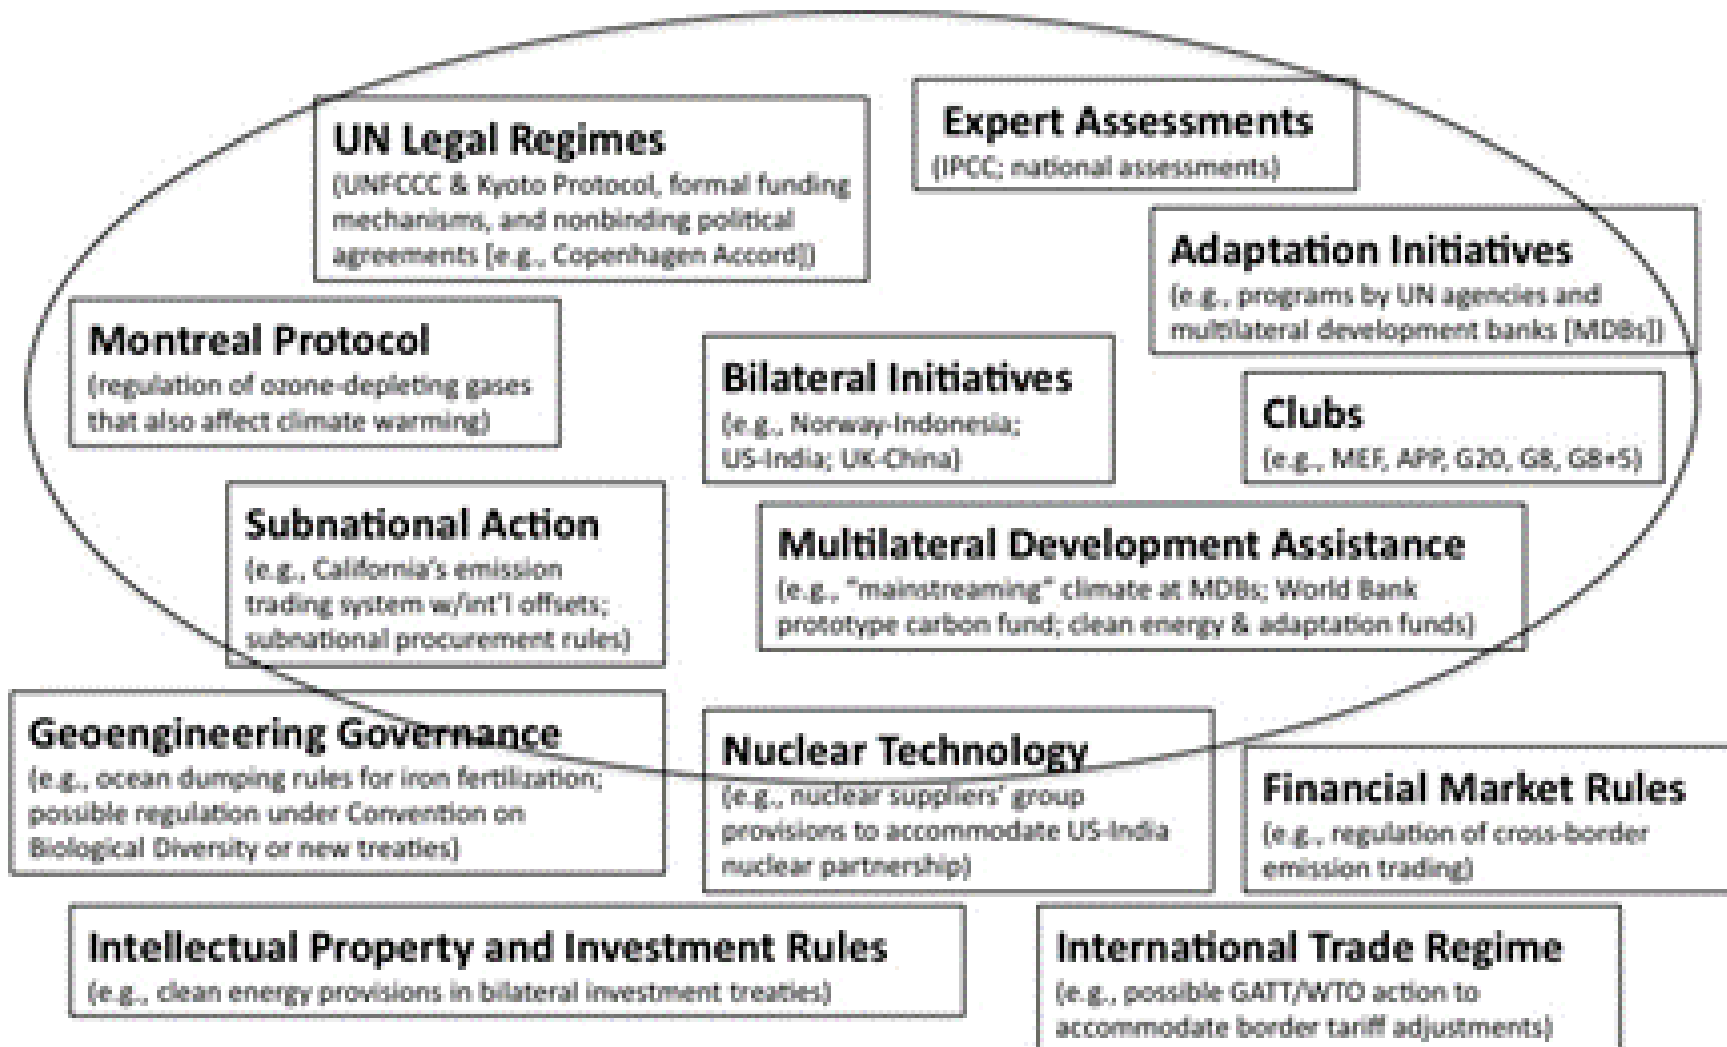 UN Legal Regimes
(UNFCCC & Kyoto Protocol, formal funding
mechanisms, and nonbinding political
agreements [e.g., Copenhagen Accord])
Expert Assessments
(IPCC; national assessments)
Adaptation Initiatives
(e.g., programs by UN agencies and
multilateral development banks [MDBs])
Montreal Protocol
(regulation of ozone-depleting gases
that also affect climate warming)
Bilateral Initiatives
(e.g., Norway-Indonesia;
US-India; UK-China)
Clubs
(e.g., MEF, APP, G20, G8, G8+5)
Subnational Action
(e.g., California's emission
trading system w/int'l offsets;
subnational procurement rules)
Multilateral Development Assistance
(e.g., "mainstreaming" climate at MDBs; World Bank
prototype carbon fund; clean energy & adaptation funds)
Geoengineering Governance
(e.g., ocean dumping rules for iron fertilization;
possible regulation under Convention on
Biological Diversity or new treaties)
Nuclear Technology
(e.g., nuclear suppliers' group
provisions to accommodate US-India
nuclear partnership)
Financial Market Rules
(e.g., regulation of cross-border
emission trading)
Intellectual Property and Investment Rules
(e.g., clean energy provisions in bilateral investment treaties)
International Trade Regime
(e.g., possible GATT/WTO action to
accommodate border tariff adjustments)